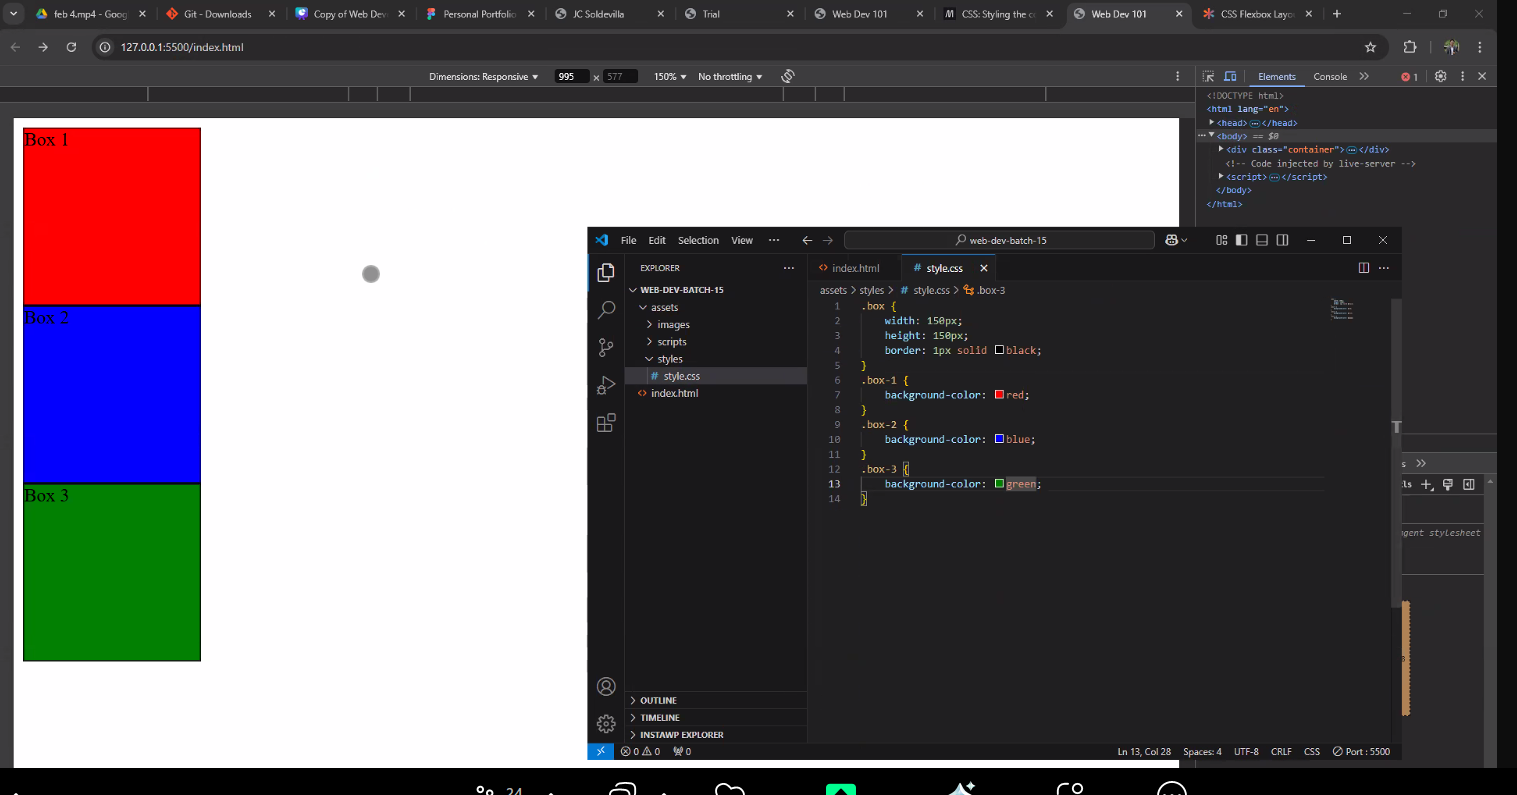 feb 4.mp4 - Goog
Git - Downloads
Copy of Web Dev
Personal Portfolio
JC Soldevilla
Trial
Web Dev 101
CSS: Styling the c
Web Dev 101
CSS Flexbox Layou
127.0.0.1:5500/index.html
Dimensions: Responsive
995 x 577
150%
No throttling
Elements
Console
1
<!DOCTYPE html>
<html lang="en">
<head> </head>
<body> == $0
<div class="container"> </div>
<!-- Code injected by live-server -->
<script> </script>
</body>
</html>
Box 1
Box 2
Box 3
File
Edit
Selection
View
web-dev-batch-15
EXPLORER
WEB-DEV-BATCH-15
assets
images
scripts
styles
# style.css
<> index.html
OUTLINE
TIMELINE
INSTAWP EXPLORER
<> index.html
# style.css
assets > styles > # style.css > .box-3
1 .box {
2 width: 150px;
3 height: 150px;
4 border: 1px solid black;
5 }
6 .box-1 {
7 background-color: red;
8 }
9 .box-2 {
10 background-color: blue;
11 }
12 .box-3 {
13 background-color: green;
14 }
gent stylesheet
0
0
0
Ln 13, Col 28
Spaces: 4
UTF-8
CRLF
CSS
Port : 5500
24